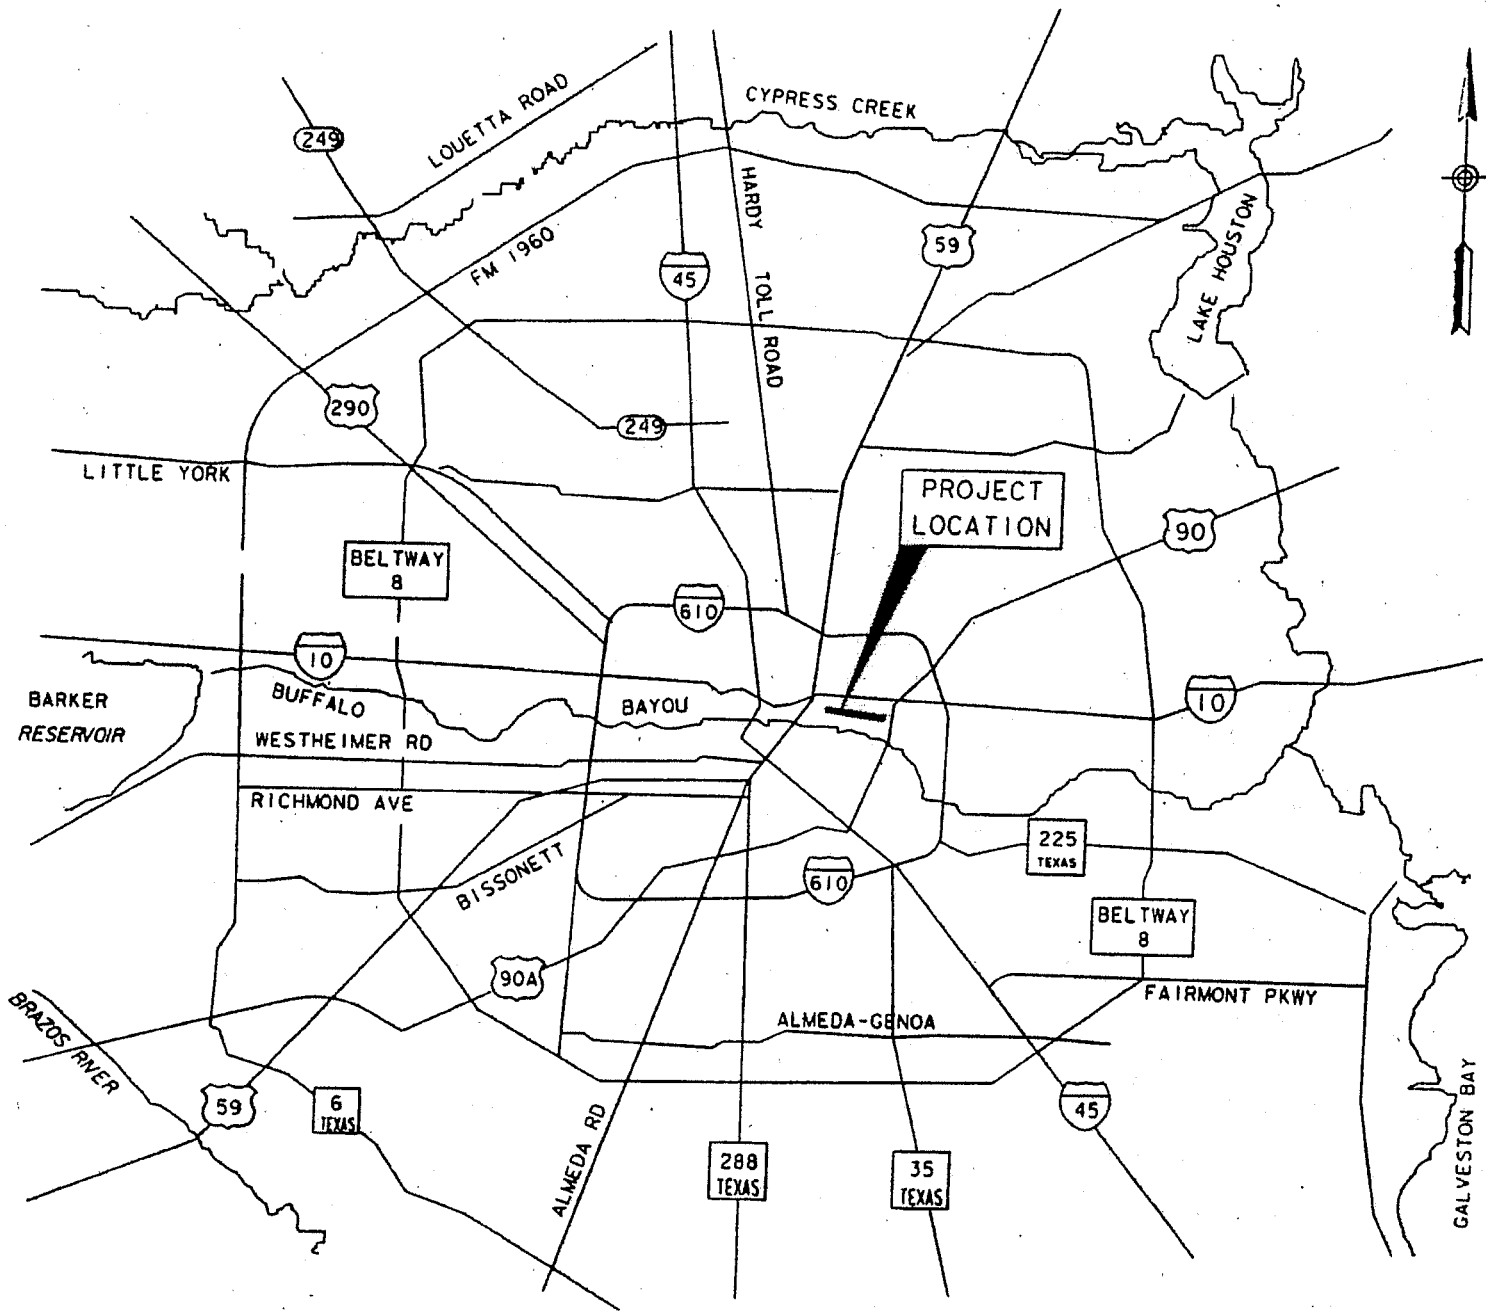 CYPRESS CREEK
LOUETTA ROAD
249
HARDY TOLL ROAD
FM 1960
59
45
LAKE HOUSTON
290
249
LITTLE YORK
PROJECT
LOCATION
90
BELTWAY
8
610
10
10
BARKER
RESERVOIR
BUFFALO
BAYOU
WESTHEIMER RD
RICHMOND AVE
225
TEXAS
BISSONETT
610
BELTWAY
8
90A
FAIRMONT PKWY
ALMEDA-GENOA
BRAZOS RIVER
59
6
TEXAS
45
ALMEDA RD
288
TEXAS
35
TEXAS
GALVESTON BAY